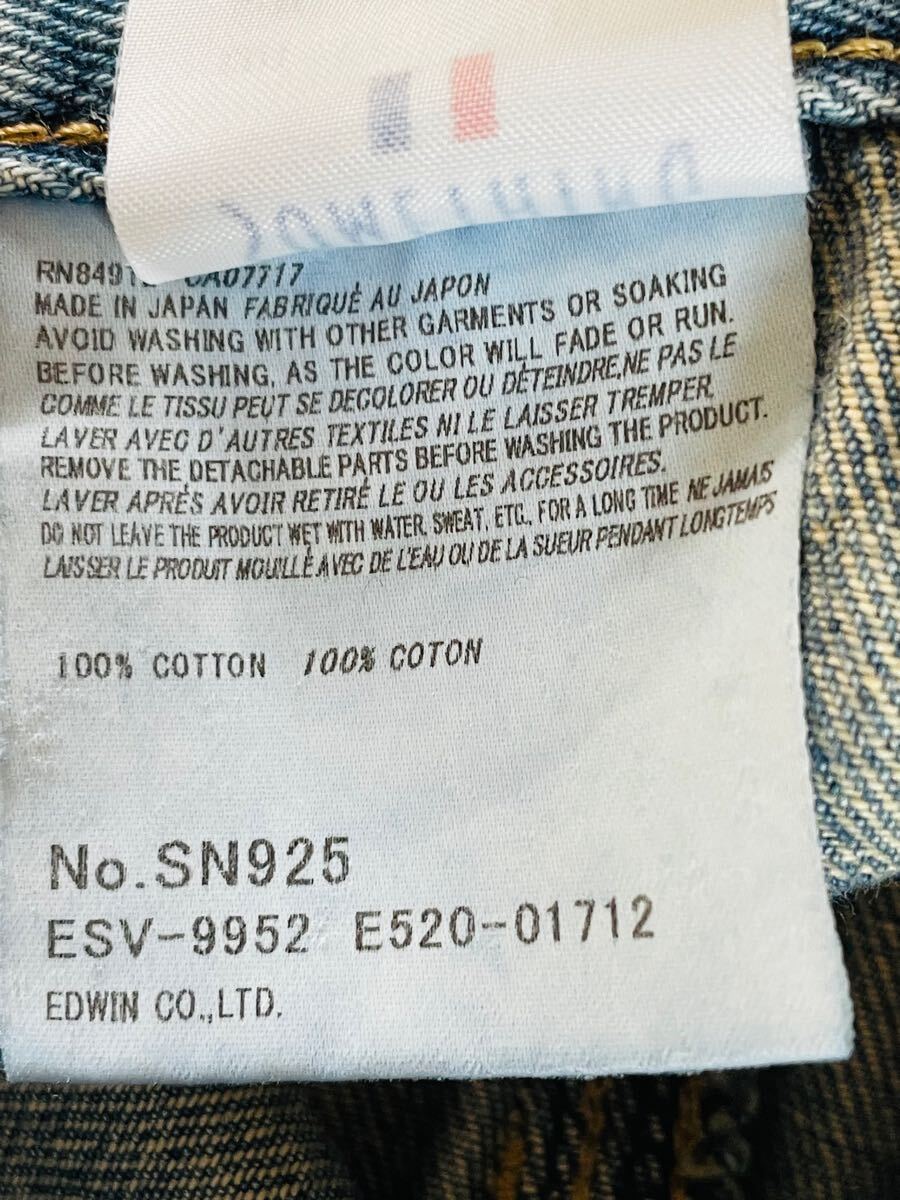 SOMETHING
CA07717
MADE IN JAPAN FABRIQUÉ AU JAPON
AVOID WASHING WITH OTHER GARMENTS OR SOAKING
BEFORE WASHING, AS THE COLOR WILL FADE OR RUN.
COMME LE TISSU PEUT SE DECOLORER OU DÉTEINDRE,NE PAS LE
LAVER AVEC D'AUTRES TEXTILES NI LE LAISSER TREMPER.
REMOVE THE DETACHABLE PARTS BEFORE WASHING THE PRODUCT.
LAVER APRÉS AVOIR RETIRÉ LE OU LES ACCESSOIRES.
DO NOT LEAVE THE PRODUCT WET WITH WATER, SWEAT, ETC., FOR A LONG TIME NE JAMAIS
LAISSER LE PRODUIT MOUILLÉ AVEC DE L'EAU OU DE LA SUEUR PENDANT LONGTEMPS
100% COTTON 100% COTON
No.SN925
ESV-9952 E520-01712
EDWIN CO.,LTD.